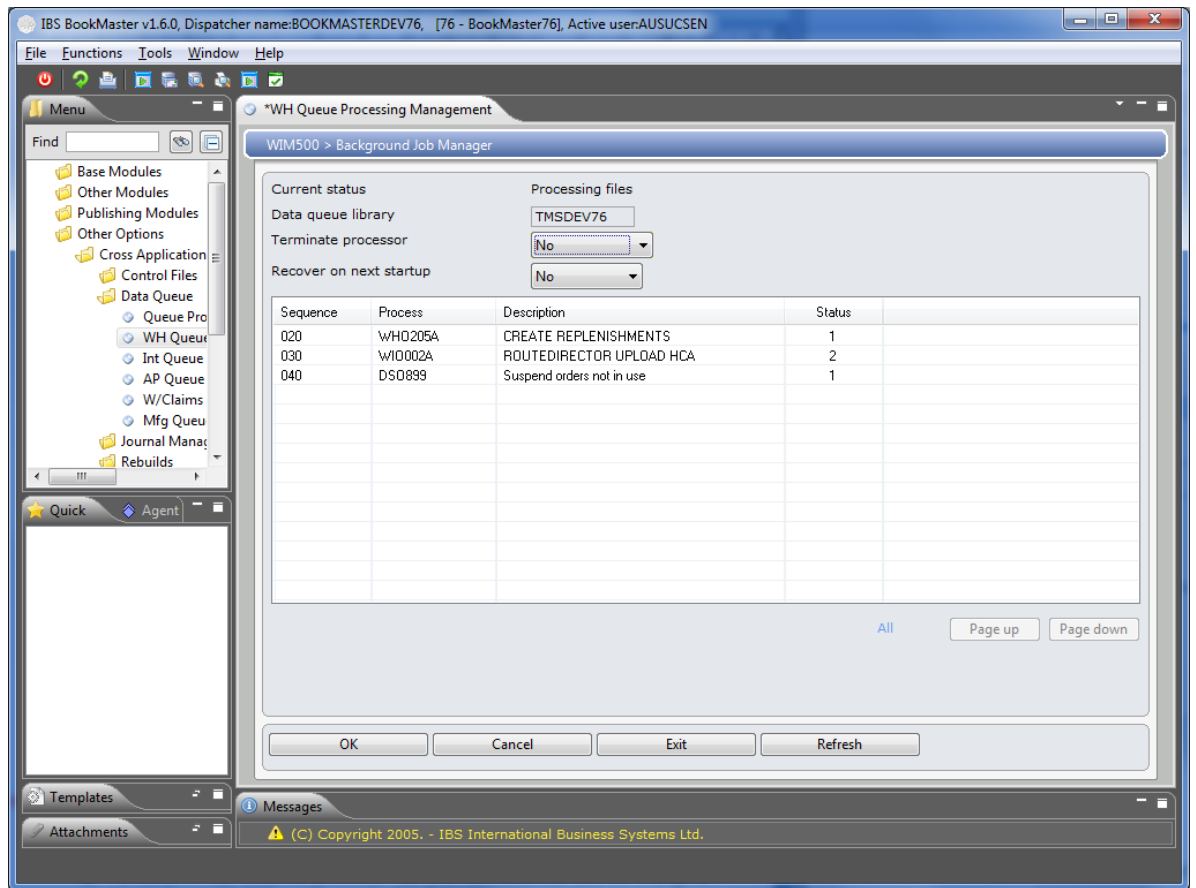 IBS BookMaster v1.6.0, Dispatcher name:BOOKMASTERDEV76, [76 - BookMaster76], Active user:AUSUCSEN
File Functions Tools Window Help
Menu
*WH Queue Processing Management
Find
WIM500 > Background Job Manager
Base Modules
Other Modules
Publishing Modules
Other Options
Cross Application
Control Files
Data Queue
Queue Pro
WH Queue
Int Queue
AP Queue
W/Claims
Mfg Queu
Journal Manag
Rebuilds
Current status Processing files
Data queue library TMSDEV76
Terminate processor No
Recover on next startup No
Sequence Process Description Status
020 WHO205A CREATE REPLENISHMENTS 1
030 WIO002A ROUTEDIRECTOR UPLOAD HCA 2
040 DSO899 Suspend orders not in use 1
All Page up Page down
OK Cancel Exit Refresh
Quick Agent
Templates
Attachments
Messages
(C) Copyright 2005. - IBS International Business Systems Ltd.